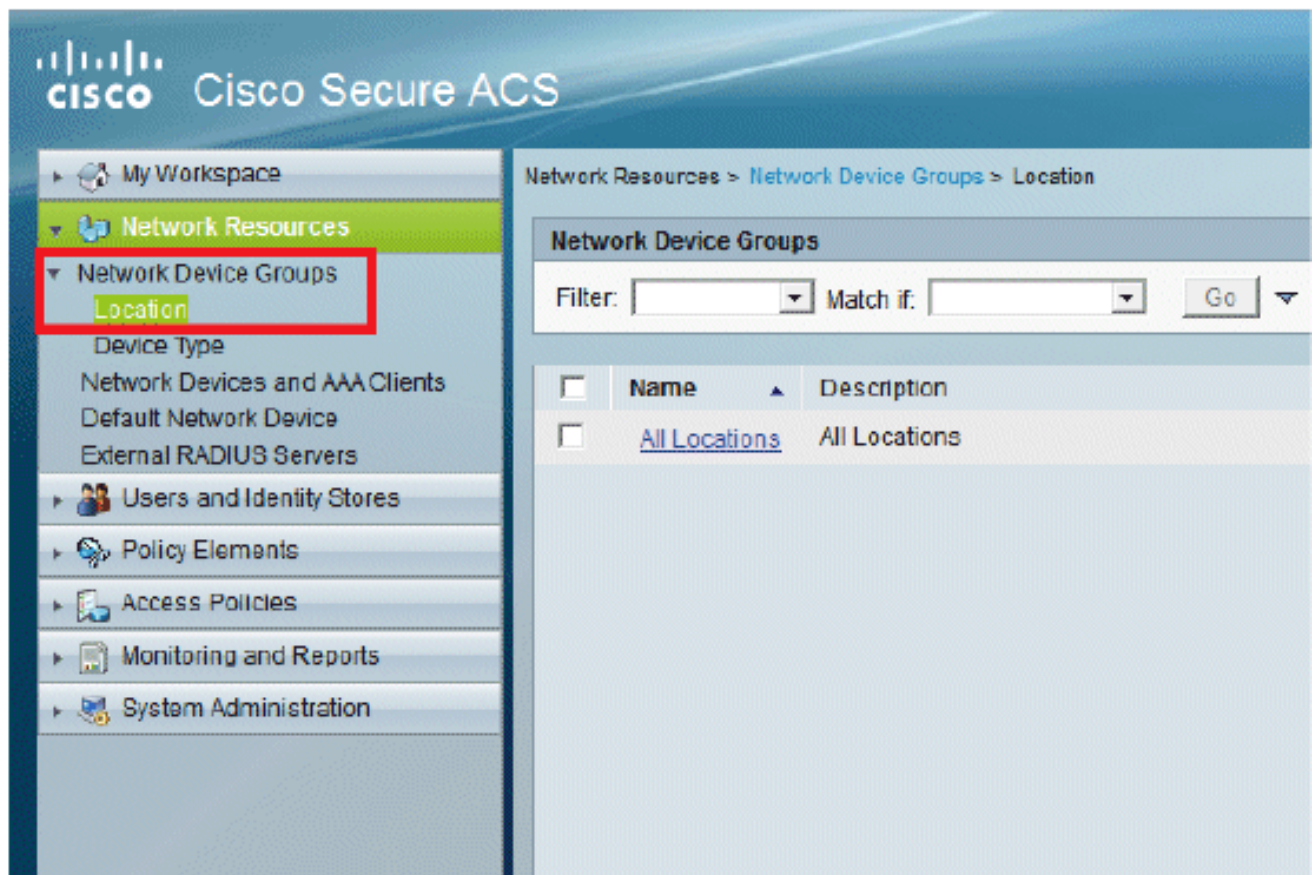 CISCO Cisco Secure ACS
My Workspace
Network Resources
Network Device Groups
Location
Device Type
Network Devices and AAA Clients
Default Network Device
External RADIUS Servers
Users and Identity Stores
Policy Elements
Access Policies
Monitoring and Reports
System Administration
Network Resources > Network Device Groups > Location
Network Device Groups
Filter: Match if: Go
Name Description
All Locations All Locations